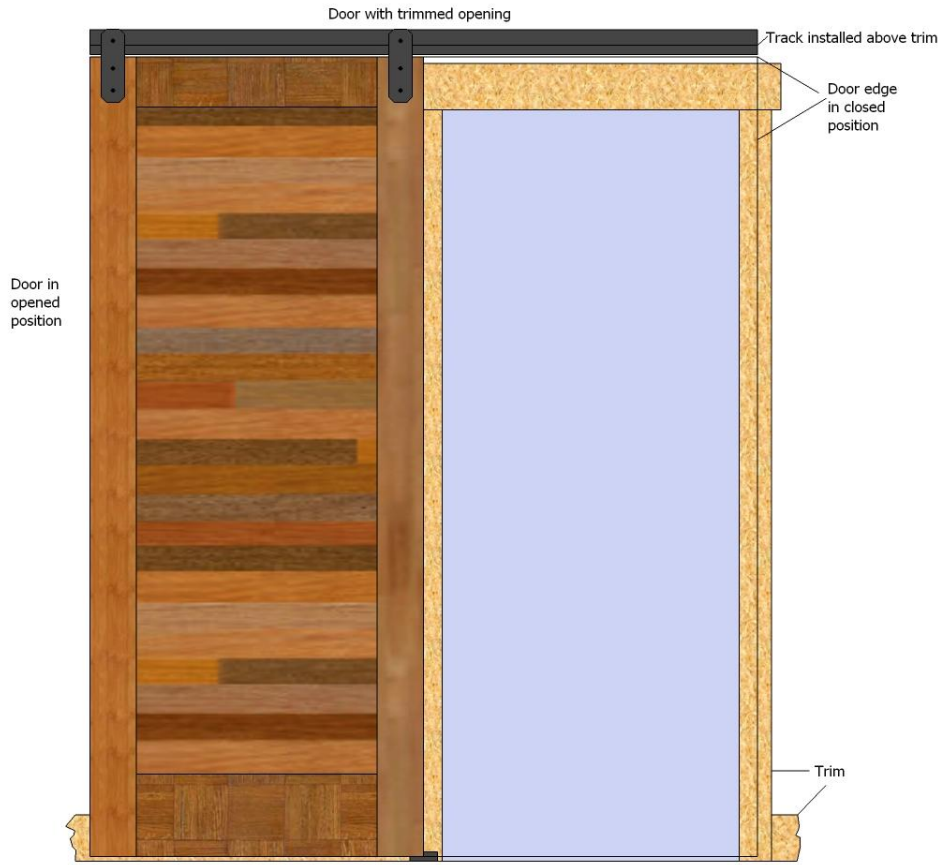 Door with trimmed opening
Track installed above trim
Door edge
in closed
position
Door in
opened
position
Trim